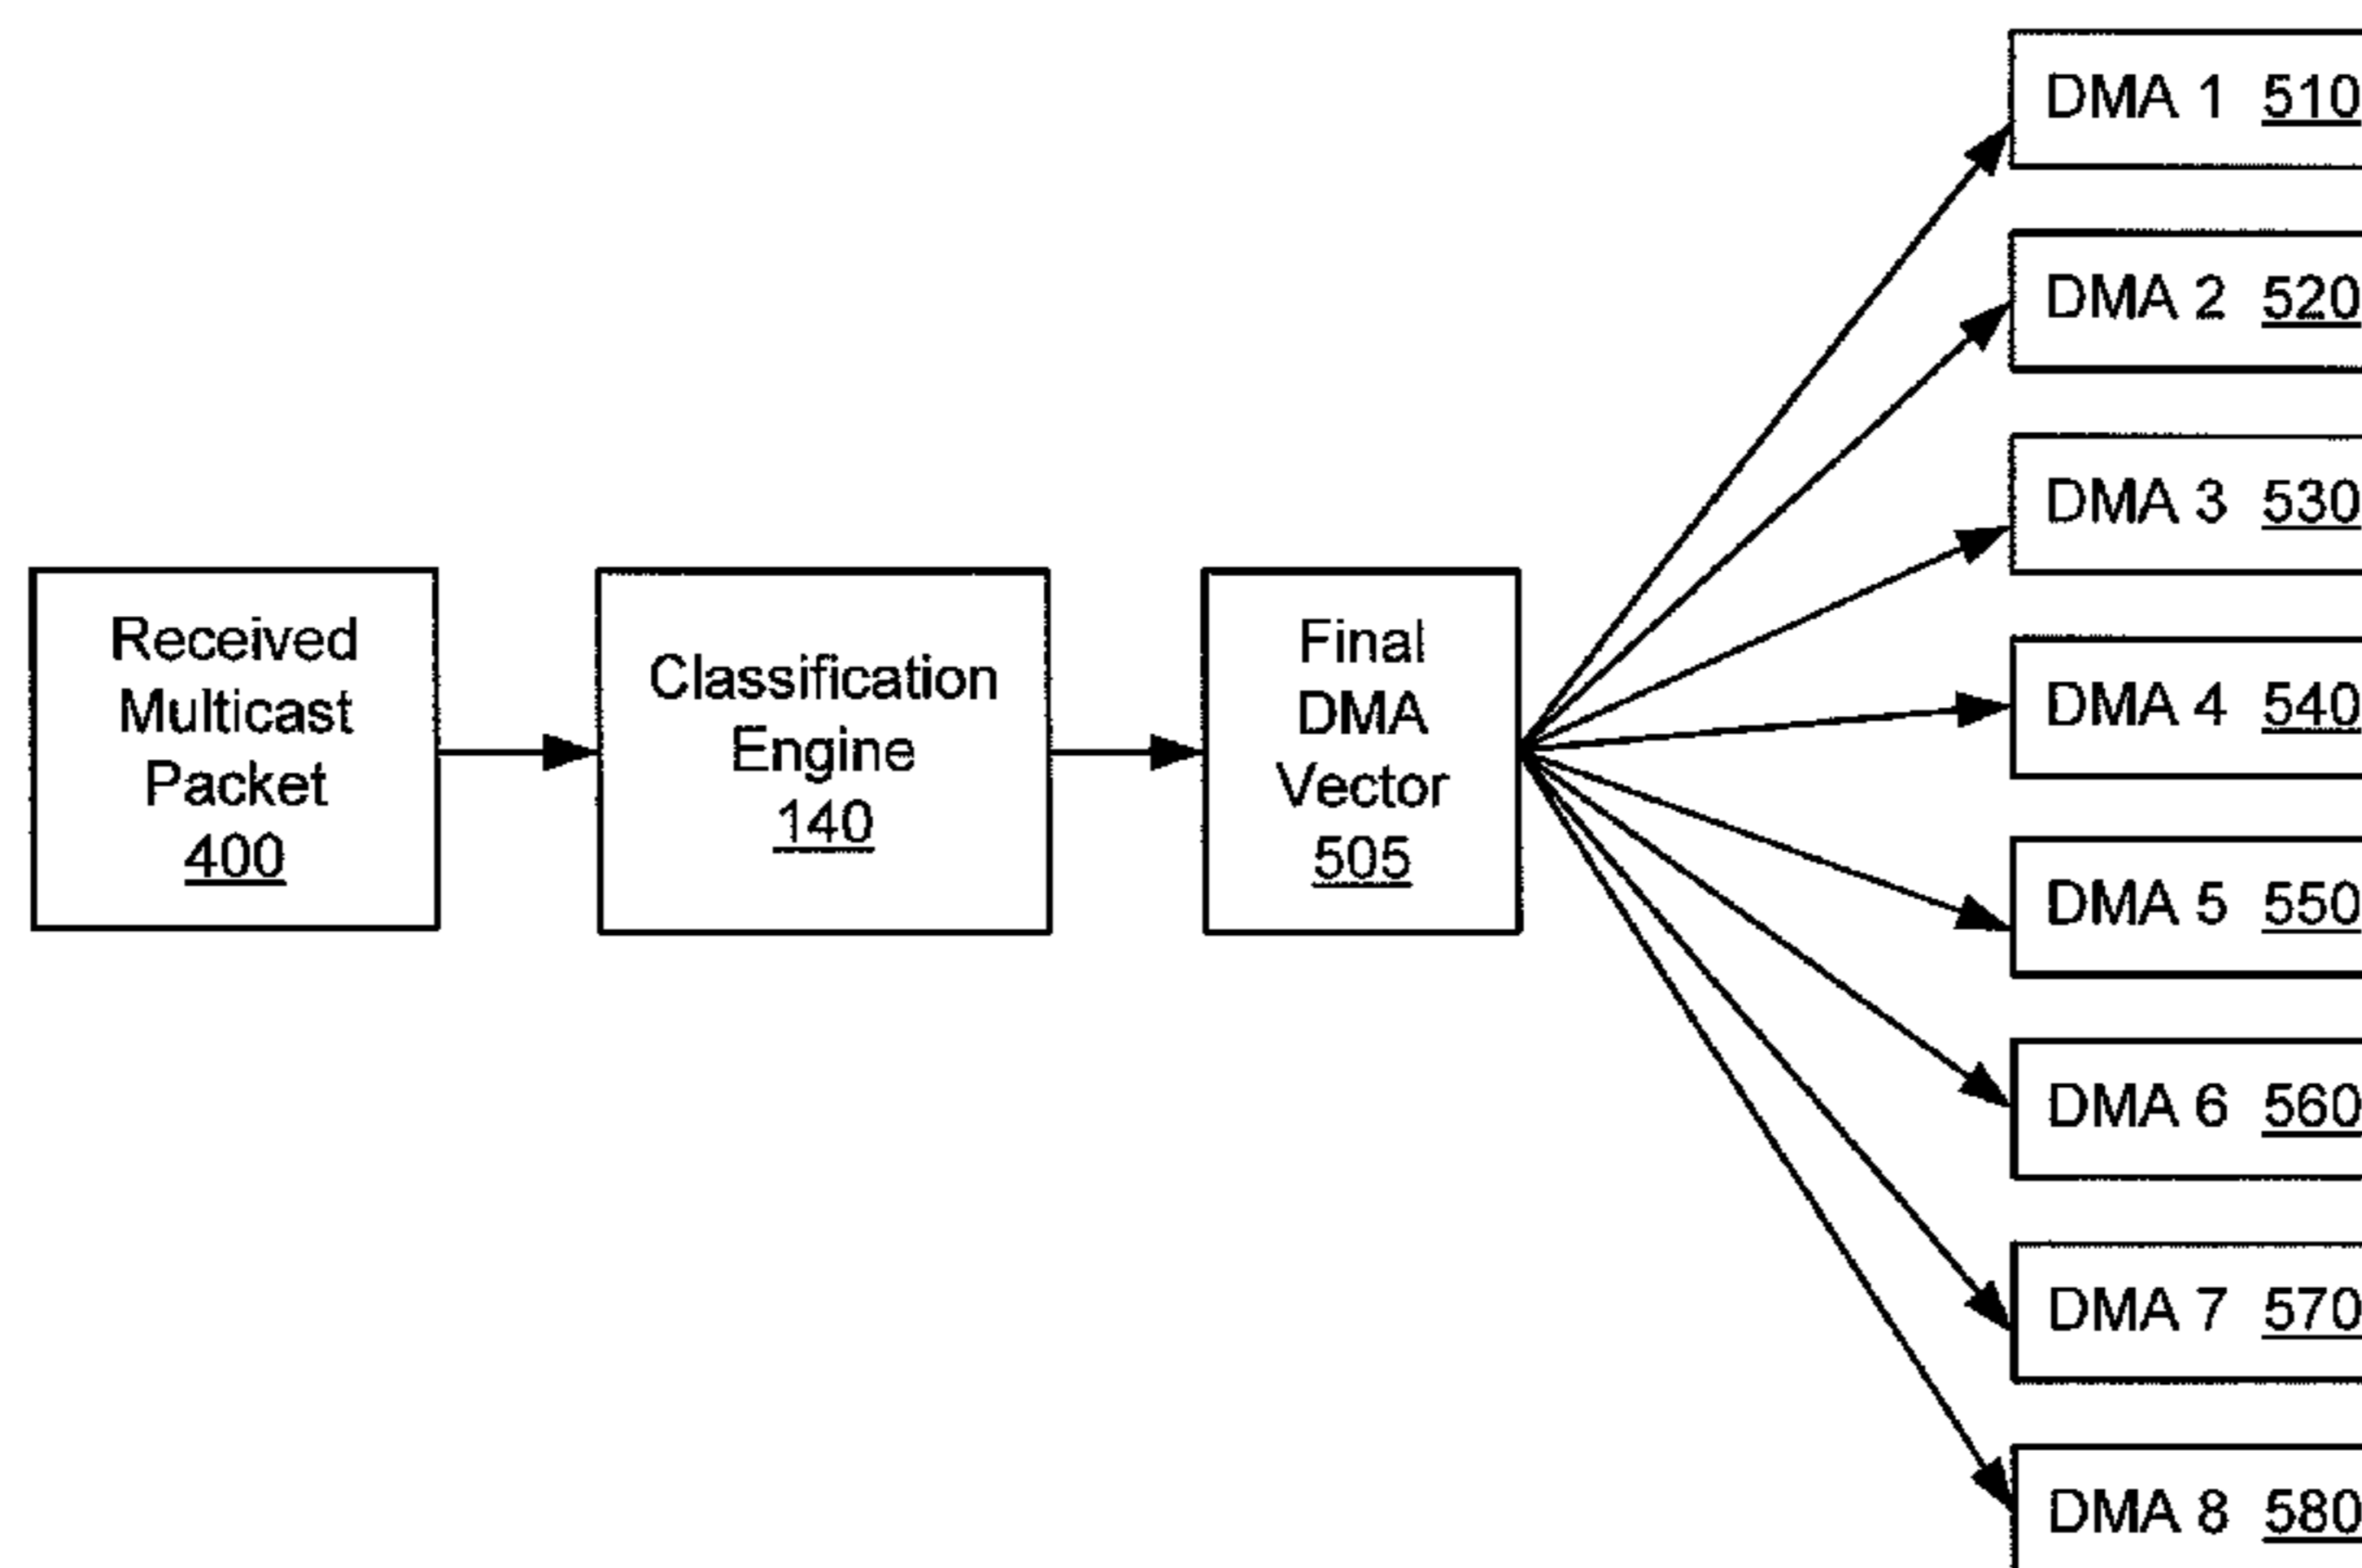 Received
Multicast
Packet
400
Classification
Engine
140
Final
DMA
Vector
505
DMA 1 510
DMA 2 520
DMA 3 530
DMA 4 540
DMA 5 550
DMA 6 560
DMA 7 570
DMA 8 580